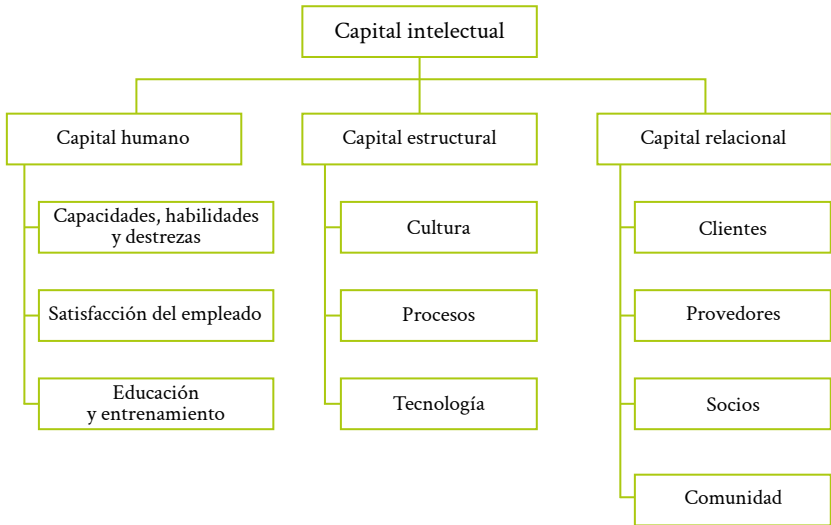 Capital intelectual
Capital humano
Capital estructural
Capital relacional
Capacidades, habilidades
y destrezas
Cultura
Clientes
Satisfacción del empleado
Procesos
Provedores
Educación
y entrenamiento
Tecnología
Socios
Comunidad